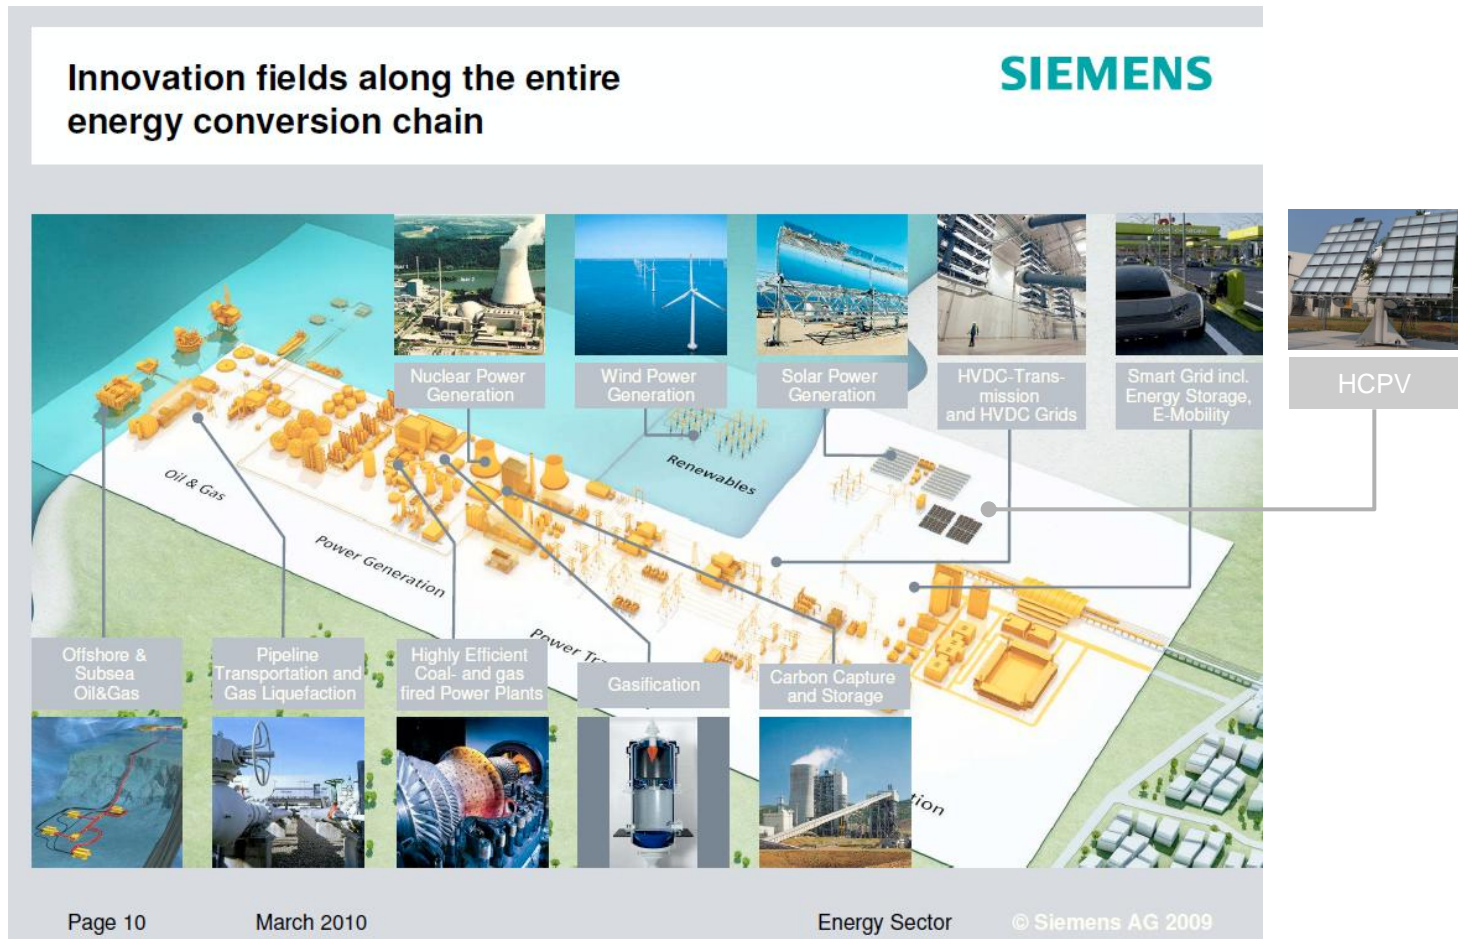 Innovation fields along the entire
energy conversion chain
SIEMENS
Nuclear Power
Generation
Wind Power
Generation
Solar Power
Generation
HVDC-Trans-
mission
and HVDC Grids
Smart Grid incl.
Energy Storage,
E-Mobility
HCPV
Oil & Gas
Power Generation
Renewables
Power Tra
Offshore &
Subsea
Oil&Gas
Pipeline
Transportation and
Gas Liquefaction
Highly Efficient
Coal- and gas
fired Power Plants
Gasification
Carbon Capture
and Storage
tion
Page 10
March 2010
Energy Sector
© Siemens AG 2009